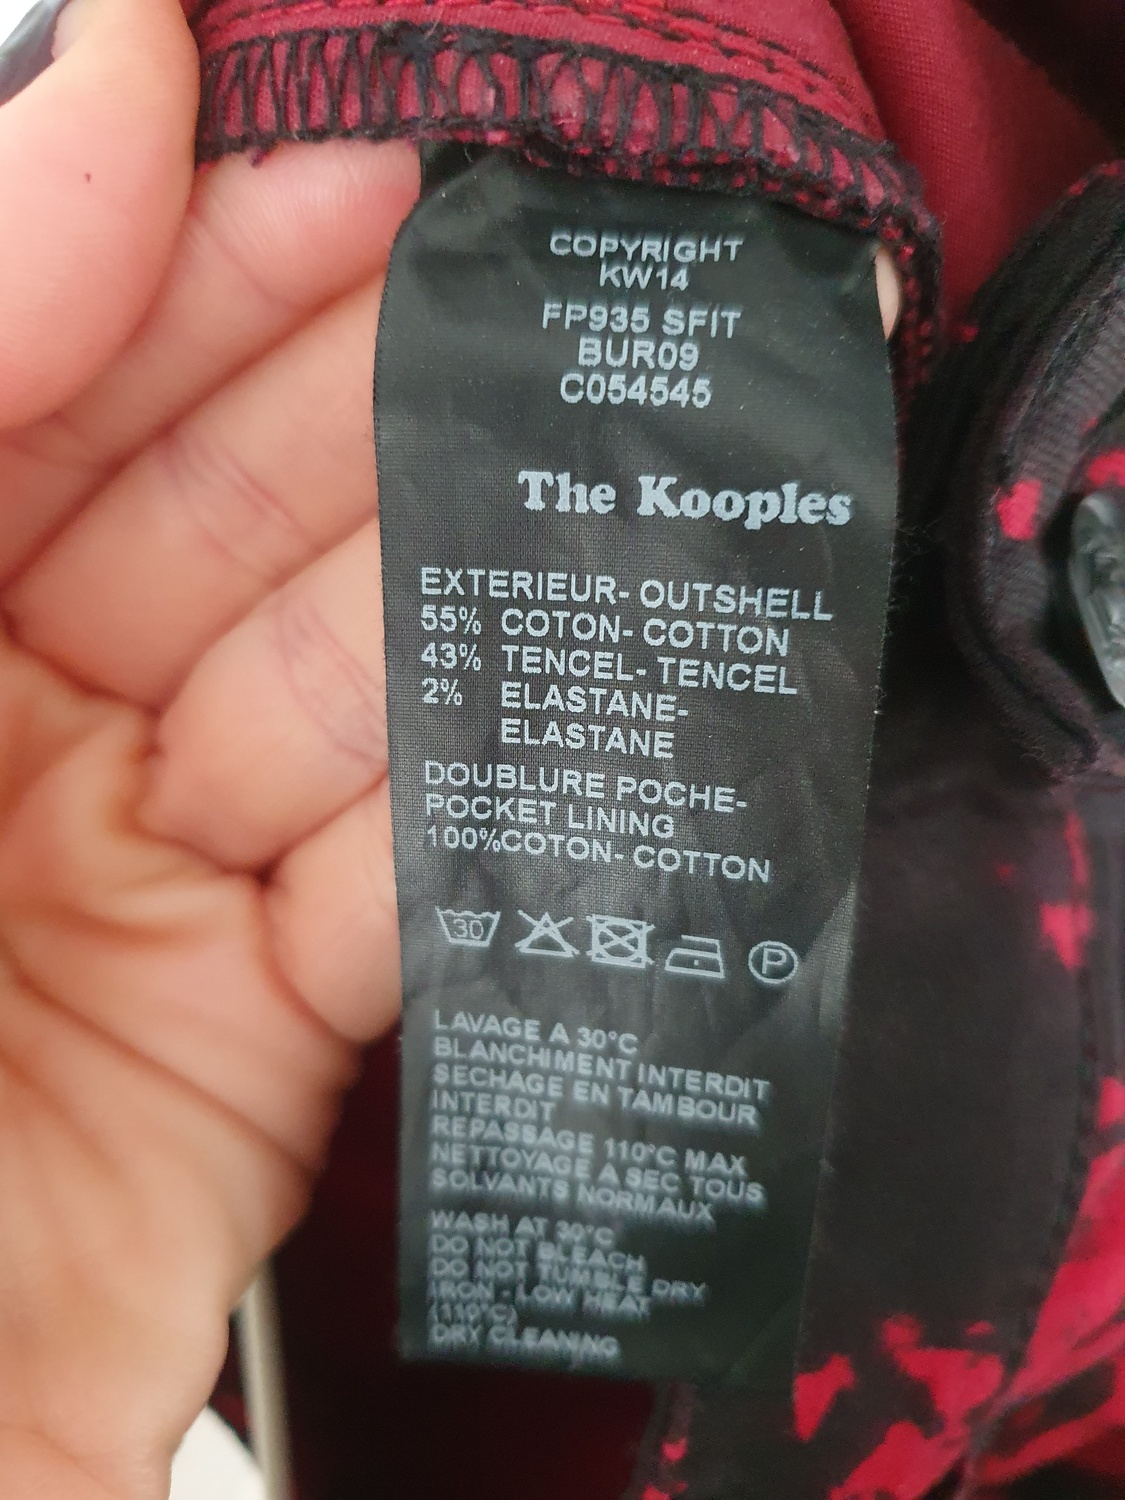 COPYRIGHT
KW14
FP935 SFIT
BUR09
C054545
The Kooples
EXTERIEUR- OUTSHELL
55% COTON- COTTON
43% TENCEL- TENCEL
2% ELASTANE-
ELASTANE
DOUBLURE POCHE-
POCKET LINING
100%COTON- COTTON
30 P
LAVAGE A 30°C
BLANCHIMENT INTERDIT
SECHAGE EN TAMBOUR
INTERDIT
REPASSAGE 110°C MAX
NETTOYAGE A SEC TOUS
SOLVANTS NORMAUX
WASH AT 30°C
DO NOT BLEACH
DO NOT TUMBLE DRY
IRON - LOW HEAT
(110°C)
DRY CLEANING